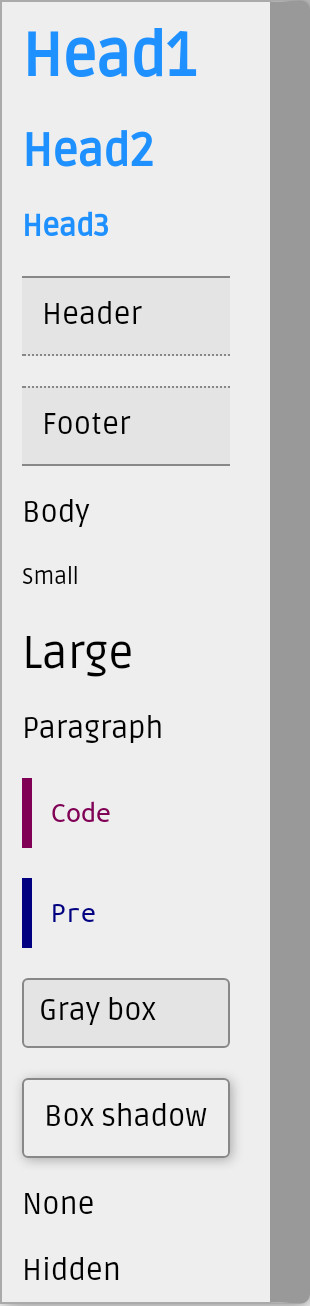 Head1
Head2
Head3
Header
Footer
Body
Small
Large
Paragraph
Code
Pre
Gray box
Box shadow
None
Hidden